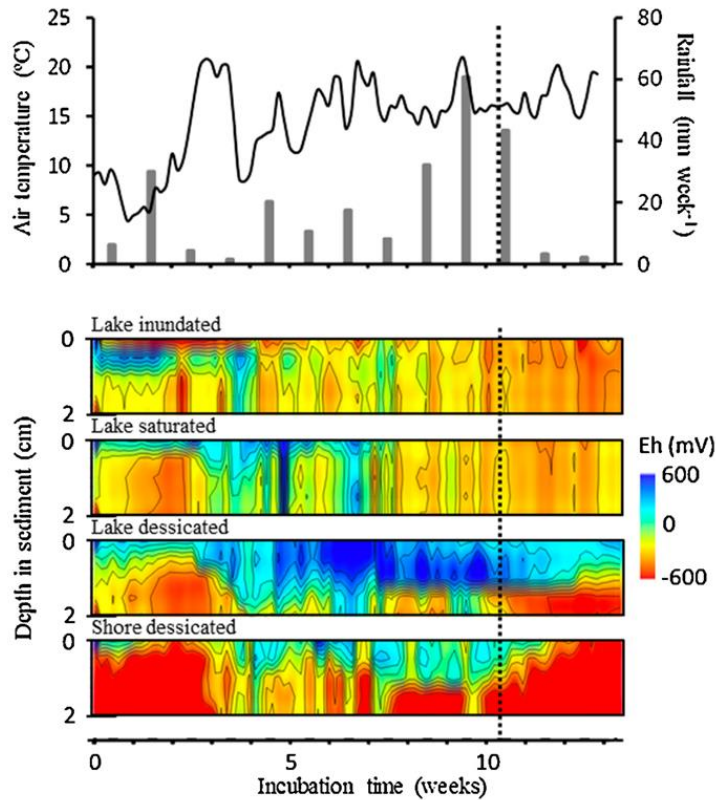 25
20
15
10
5
0
Air temperature (ºC)
80
60
40
20
0
Rainfall (mm week-¹)
Lake inundated
0
2
Lake saturated
0
2
Lake dessicated
0
2
Shore dessicated
0
2
Depth in sediment (cm)
Eh (mV)
600
0
-600
0
5
10
Incubation time (weeks)